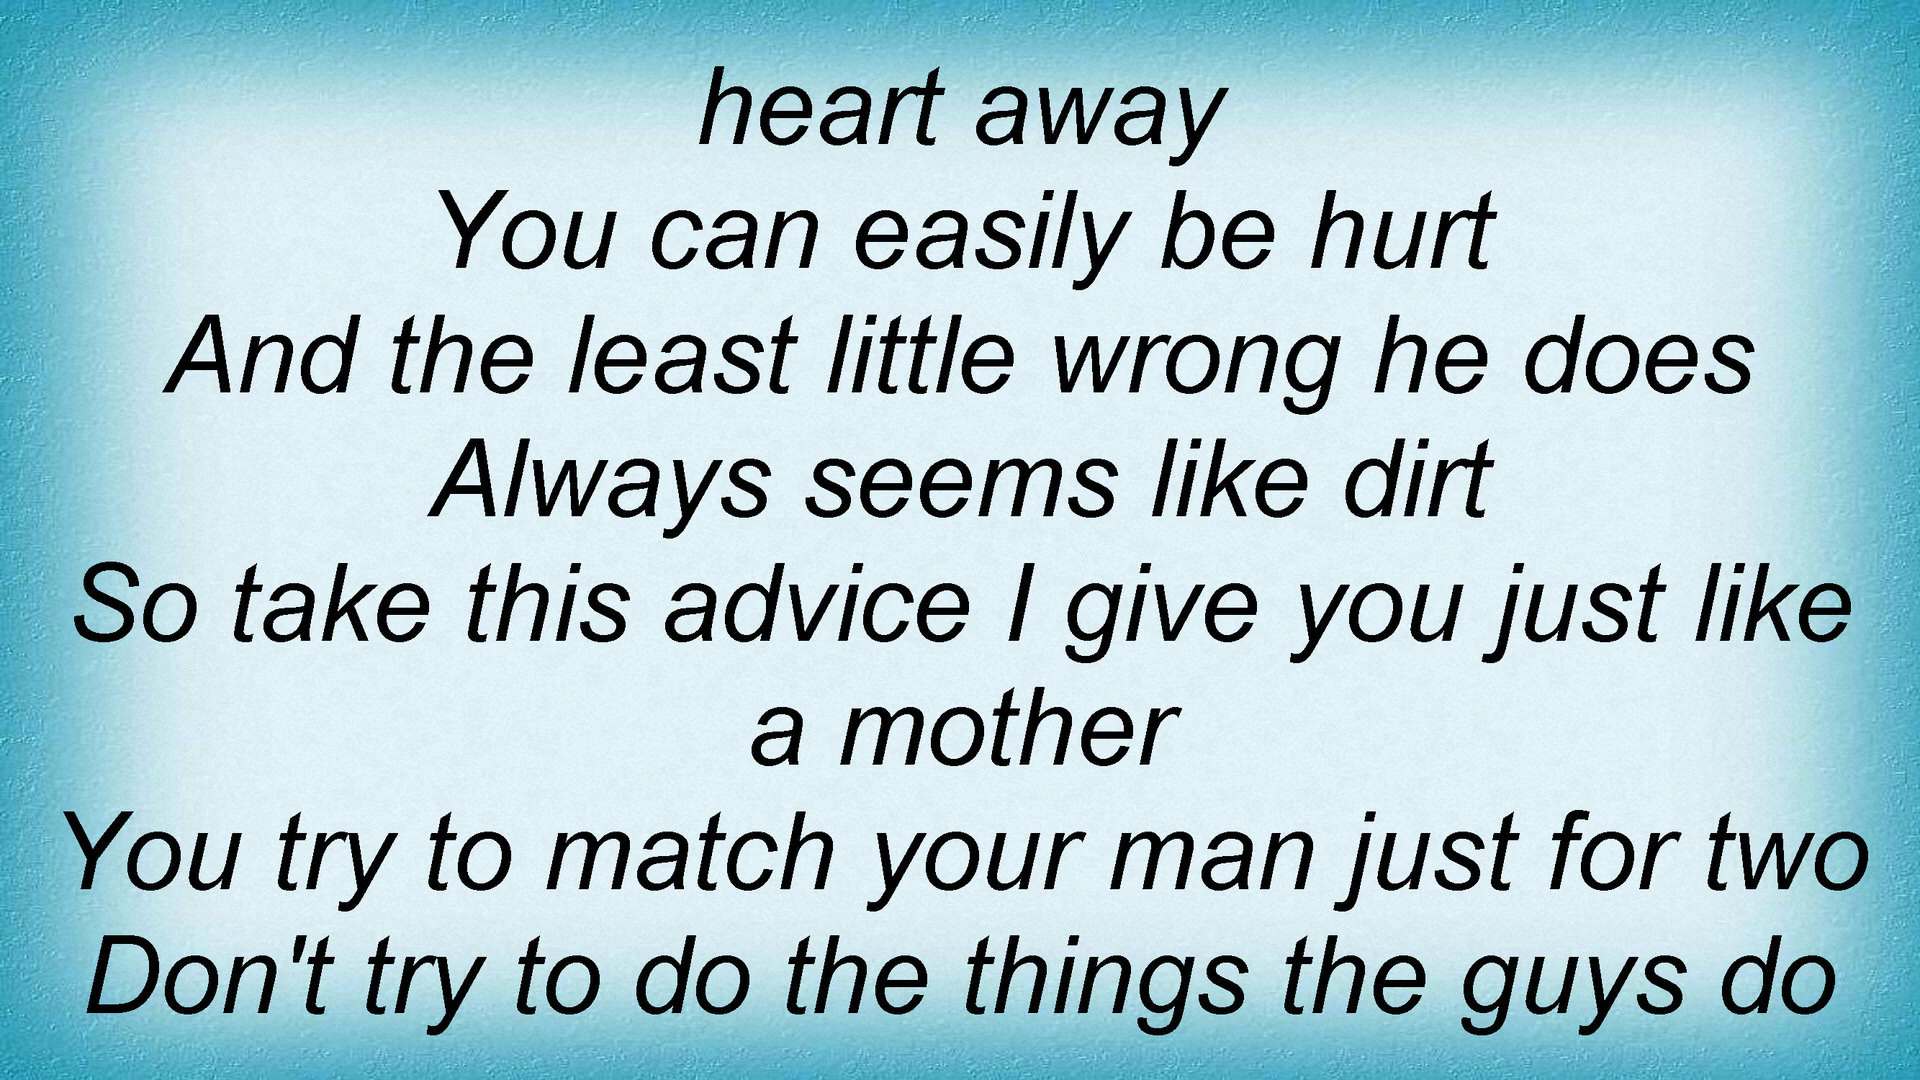 heart away
You can easily be hurt
And the least little wrong he does
Always seems like dirt
So take this advice I give you just like
a mother
You try to match your man just for two
Don't try to do the things the guys do